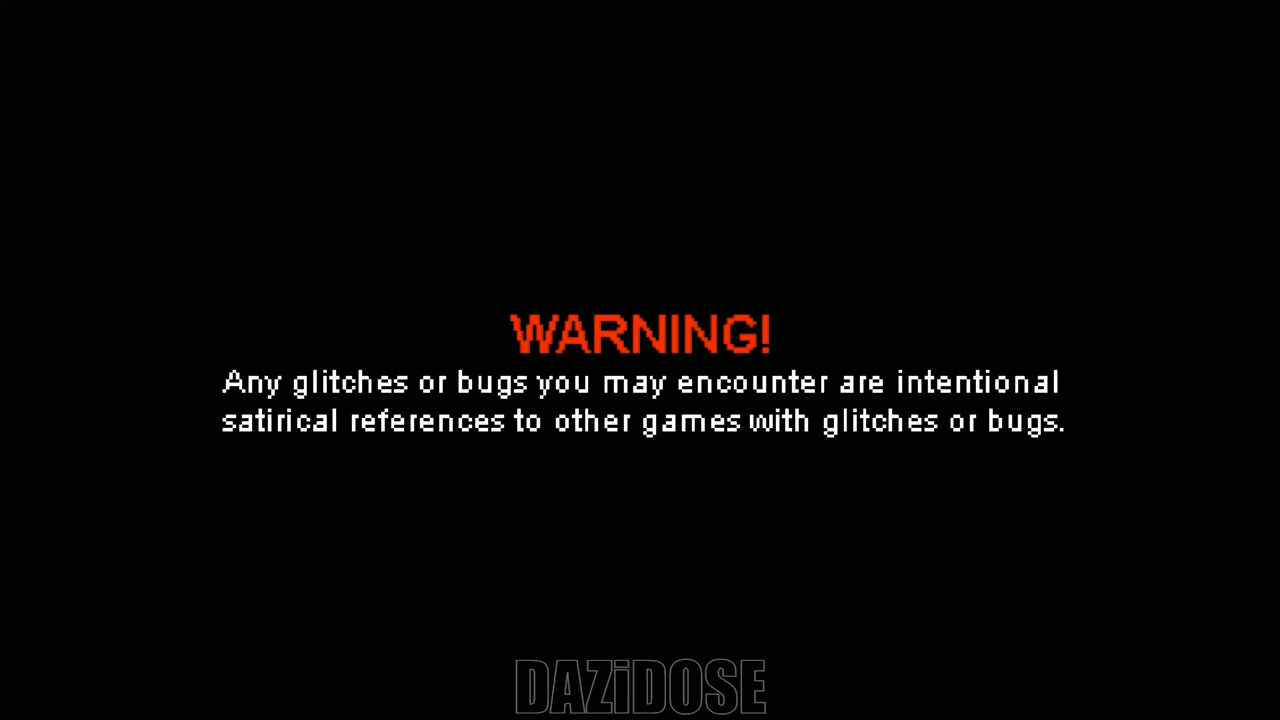 WARNING!
Any glitches or bugs you may encounter are intentional
satirical references to other games with glitches or bugs.
DAZiDOSE